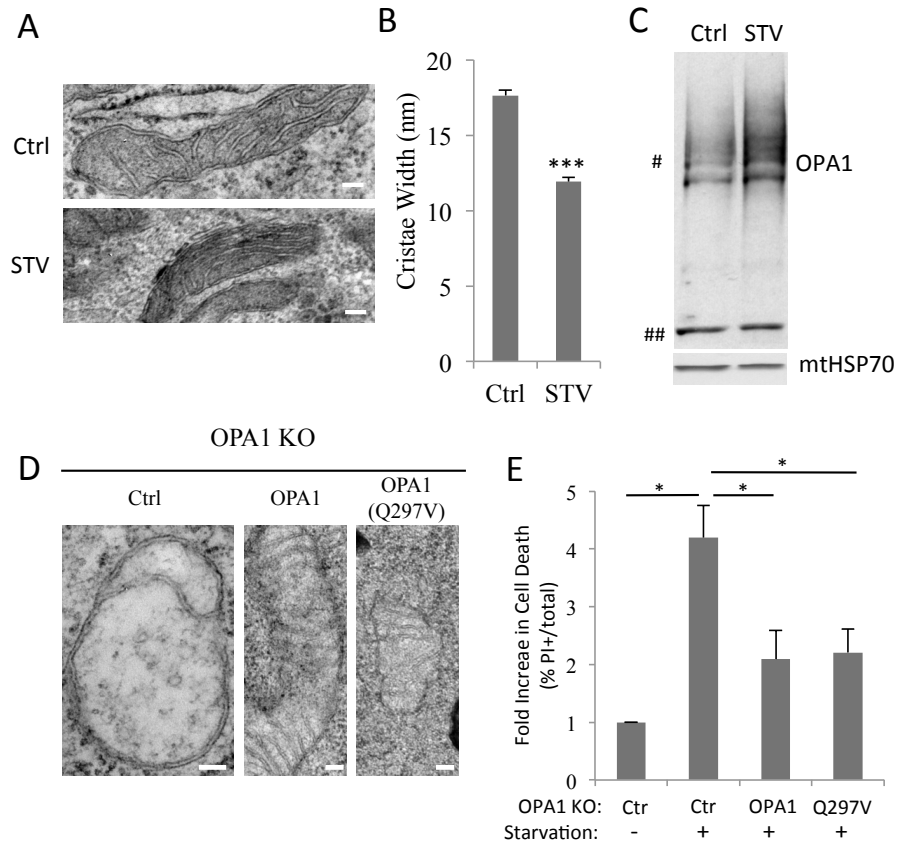 A
Ctrl
STV
B
Cristae Width (nm)
20
15
10
5
0
***
Ctrl STV
C
Ctrl STV
#
OPA1
##
mtHSP70
OPA1 KO
D
Ctrl
OPA1
OPA1
(Q297V)
E
Fold Increae in Cell Death
(% PI+/total)
5
4
3
2
1
0
*
*
*
OPA1 KO: Ctr Ctr OPA1 Q297V
Starvation: - + + +